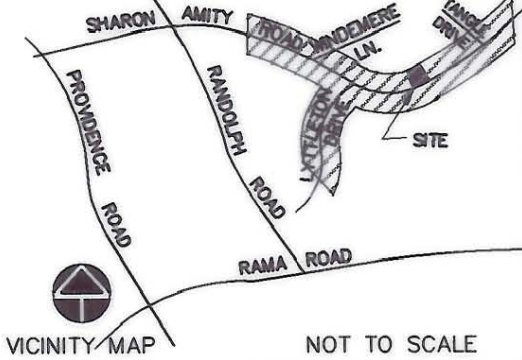 SHARON AMITY ROAD
WINDEMERE LN.
TANGLE DRIVE
PROVIDENCE ROAD
RANDOLPH ROAD
LYTTLETON DRIVE
SITE
RAMA ROAD
VICINITY MAP
NOT TO SCALE